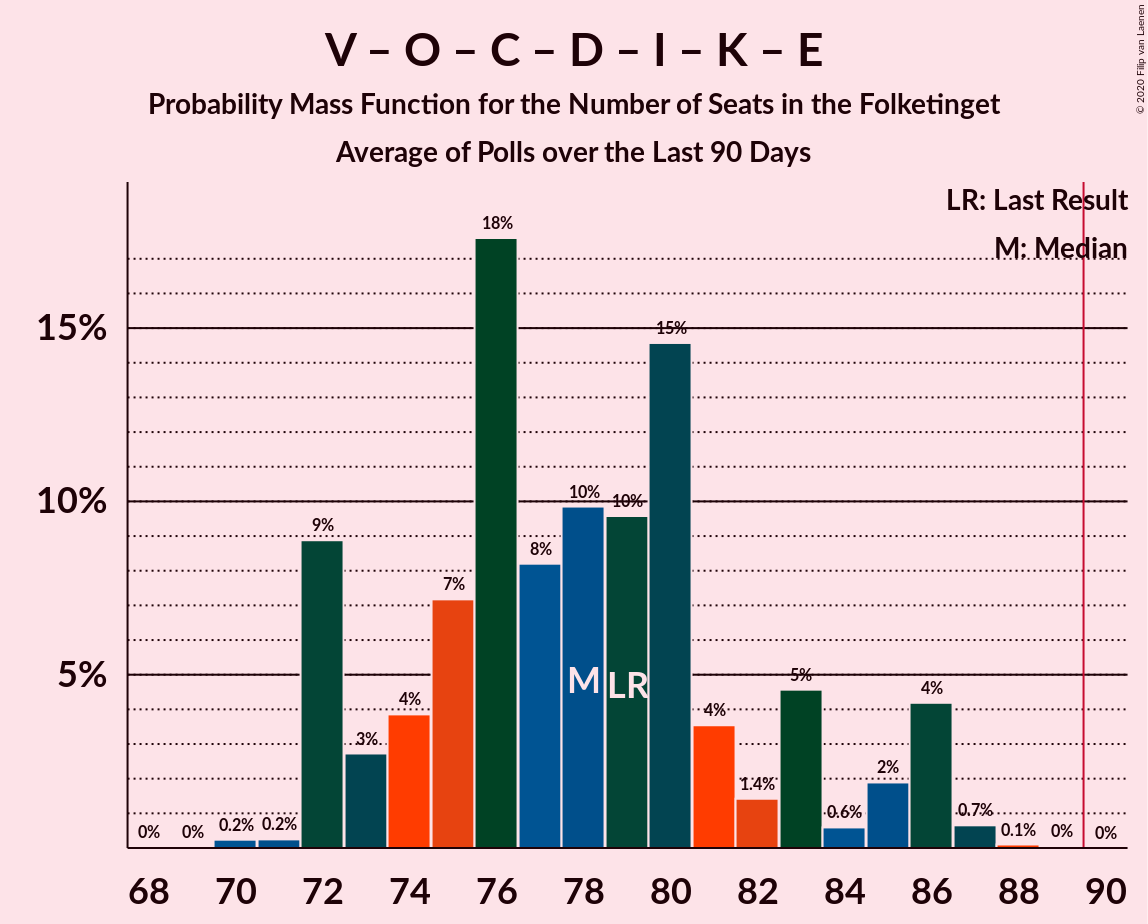 V – O – C – D – I – K – E
Probability Mass Function for the Number of Seats in the Folketinget
Average of Polls over the Last 90 Days
© 2020 Filip van Laenen
LR: Last Result
M: Median
18%
15%
15%
10%
10%
10%
9%
8%
7%
5%
5%
4%
4%
4%
3%
2%
1.4%
0.6%
0.7%
0%
0%
0.2%
0.2%
0.1%
0%
0%
M
LR
68 70 72 74 76 78 80 82 84 86 88 90